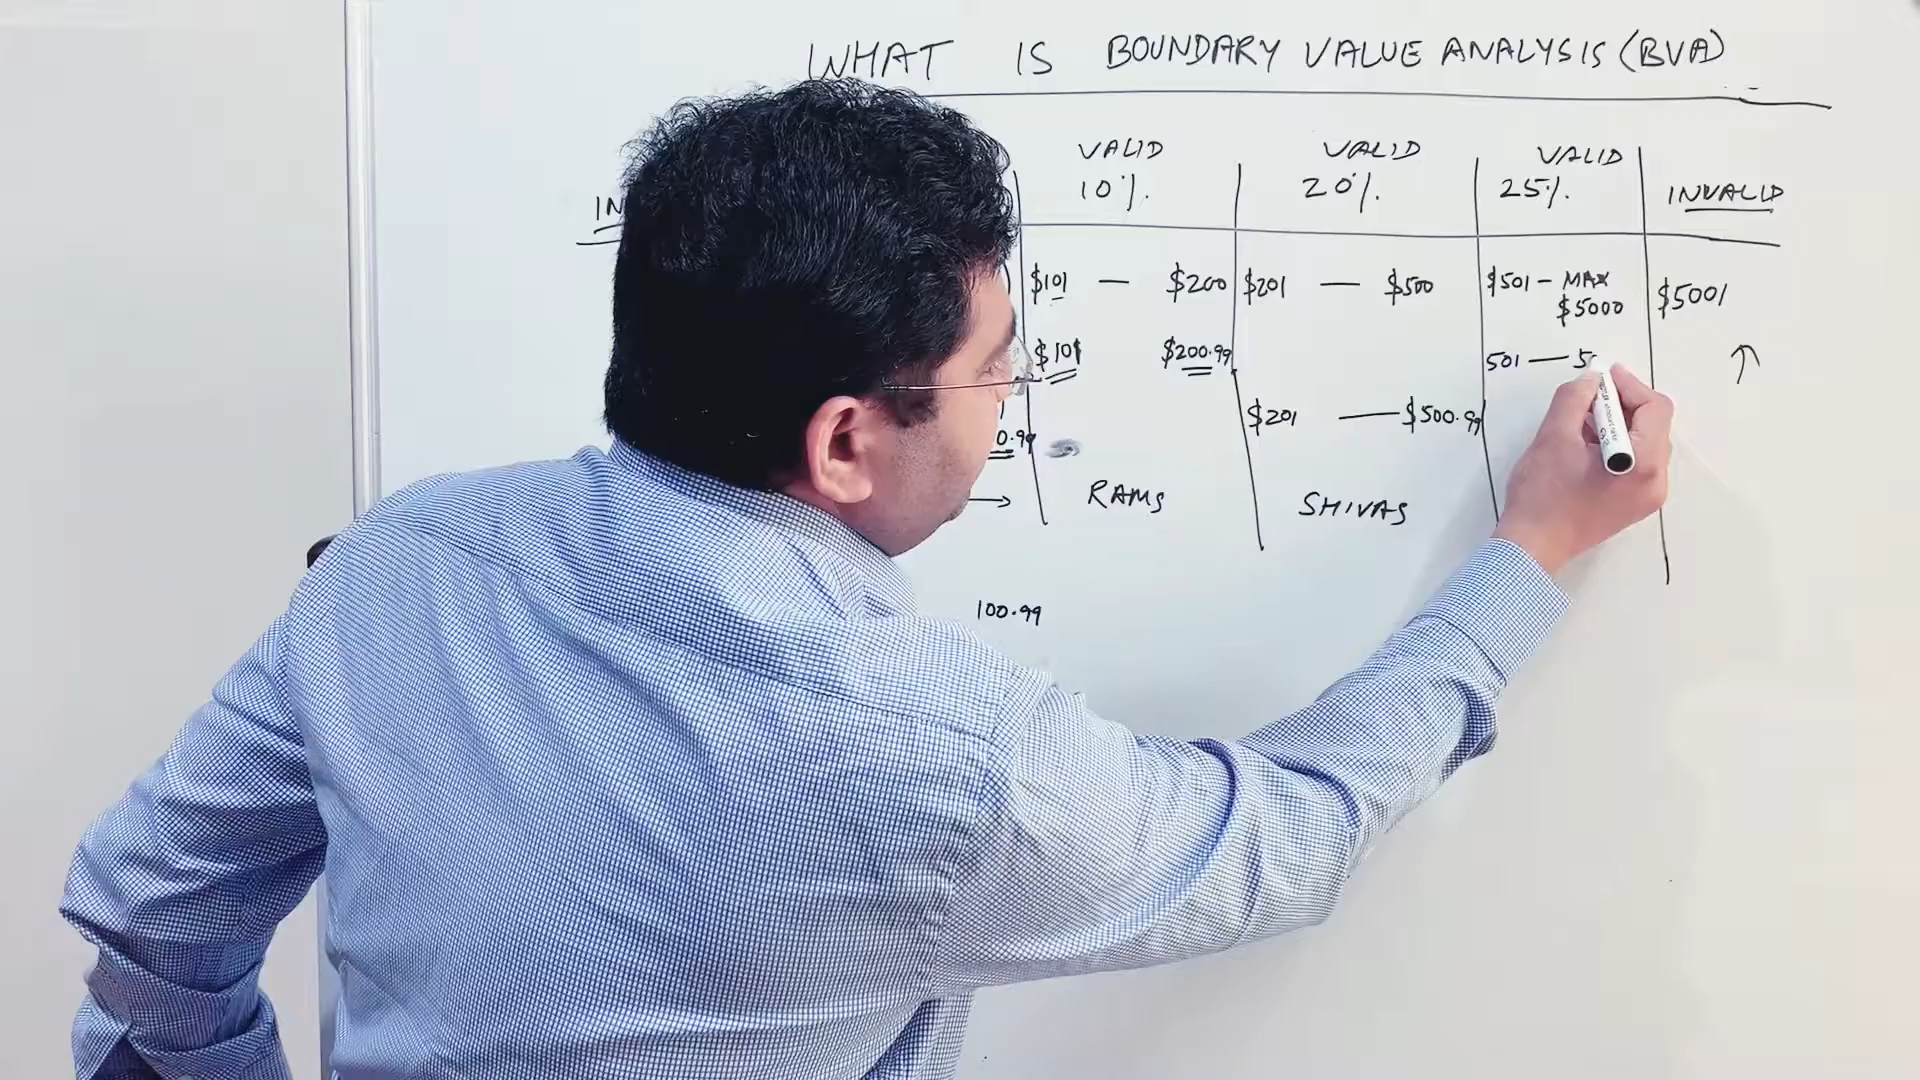 WHAT IS BOUNDARY VALUE ANALYSIS (BVA)
VALID VALID VALID
10% 20% 25% INVALID
$101 — $200 $201 — $500 $501 - MAX $5001
$5000
$101 $200.99 501 — 5
$201 — $500.99
0.99
RAMS SHIVAS
100.99